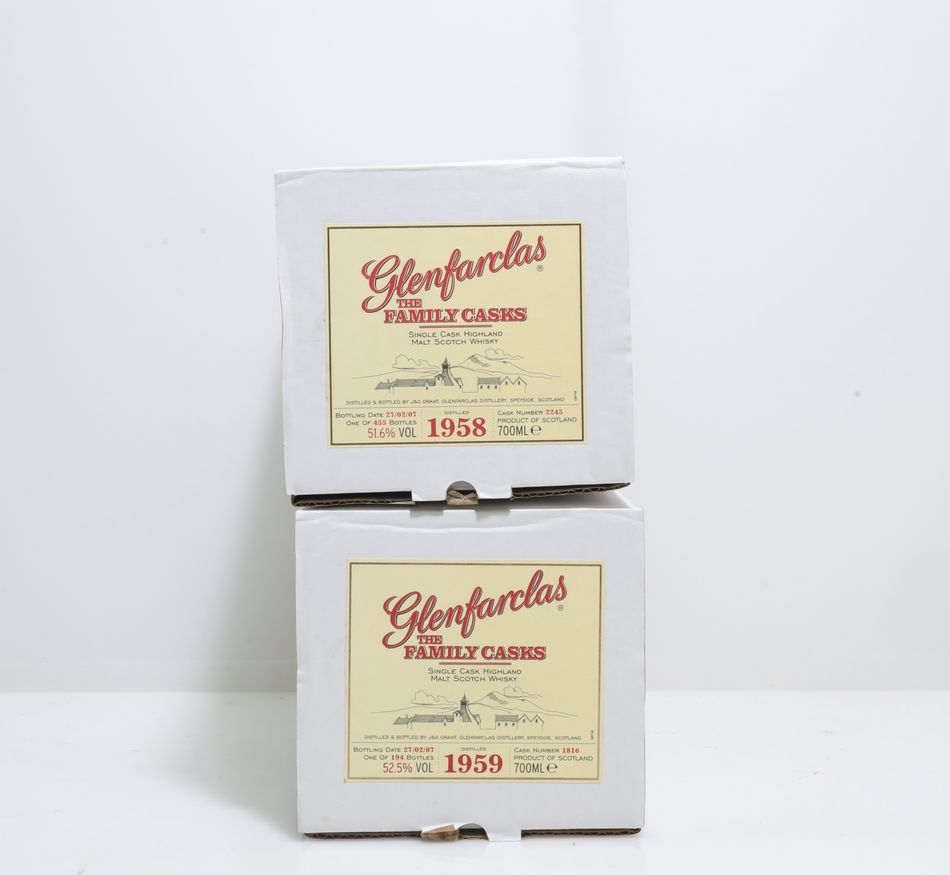 Glenfarclas
®
THE
FAMILY CASKS
SINGLE CASK HIGHLAND
MALT SCOTCH WHISKY
DISTILLED & BOTTLED BY J&G GRANT, GLENFARCLAS DISTILLERY, SPEYSIDE, SCOTLAND
BOTTLING DATE 27/02/07
ONE OF 455 BOTTLES
51.6% VOL
DISTILLED
1958
CASK NUMBER 2245
PRODUCT OF SCOTLAND
700ML ℮
Glenfarclas
®
THE
FAMILY CASKS
SINGLE CASK HIGHLAND
MALT SCOTCH WHISKY
DISTILLED & BOTTLED BY J&G GRANT, GLENFARCLAS DISTILLERY, SPEYSIDE, SCOTLAND
BOTTLING DATE 27/02/07
ONE OF 194 BOTTLES
52.5% VOL
DISTILLED
1959
CASK NUMBER 1816
PRODUCT OF SCOTLAND
700ML ℮